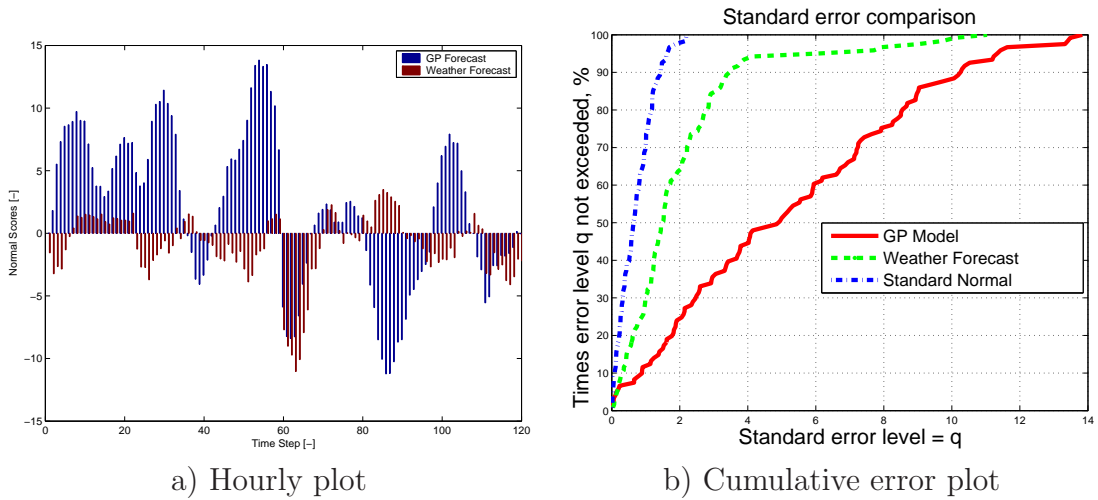 15
10
5
0
−5
−10
−15
0 20 40 60 80 100 120
Normal Scores [−]
Time Step [−]
GP Forecast
Weather Forecast
a) Hourly plot
Standard error comparison
100
90
80
70
60
50
40
30
20
10
0
0 2 4 6 8 10 12 14
Times error level q not exceeded, %
Standard error level = q
GP Model
Weather Forecast
Standard Normal
b) Cumulative error plot